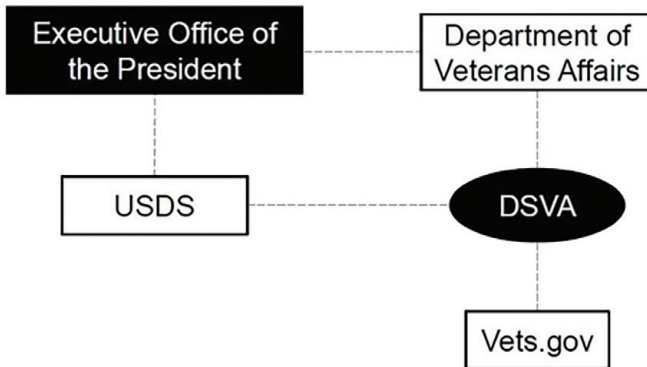 Executive Office of
the President
Department of
Veterans Affairs
USDS
DSVA
Vets.gov